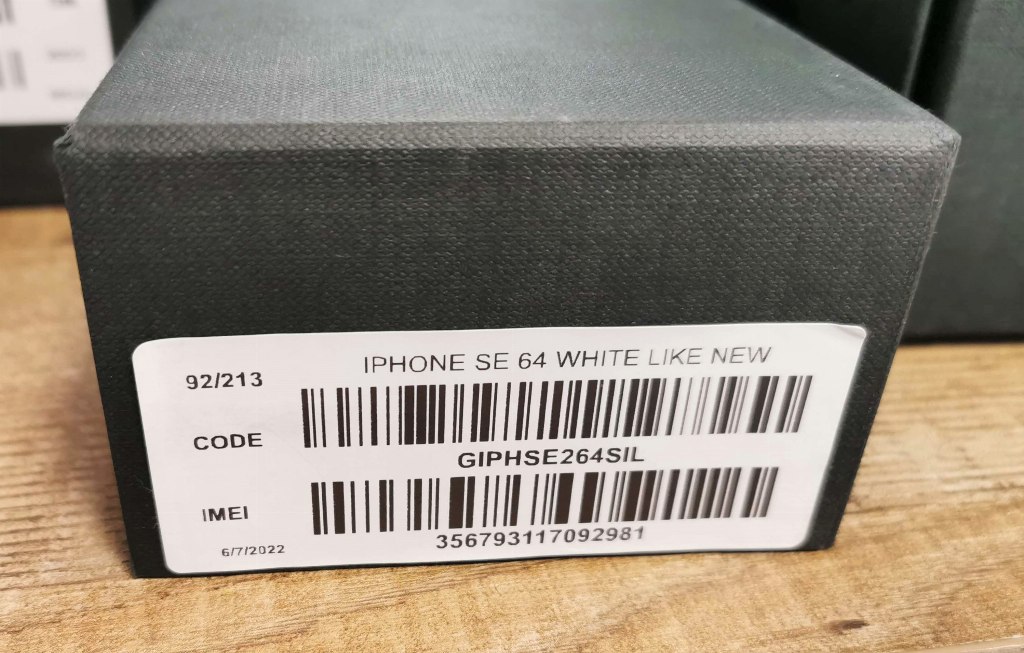 92/213
IPHONE SE 64 WHITE LIKE NEW
CODE
GIPHSE264SIL
IMEI
356793117092981
6/7/2022